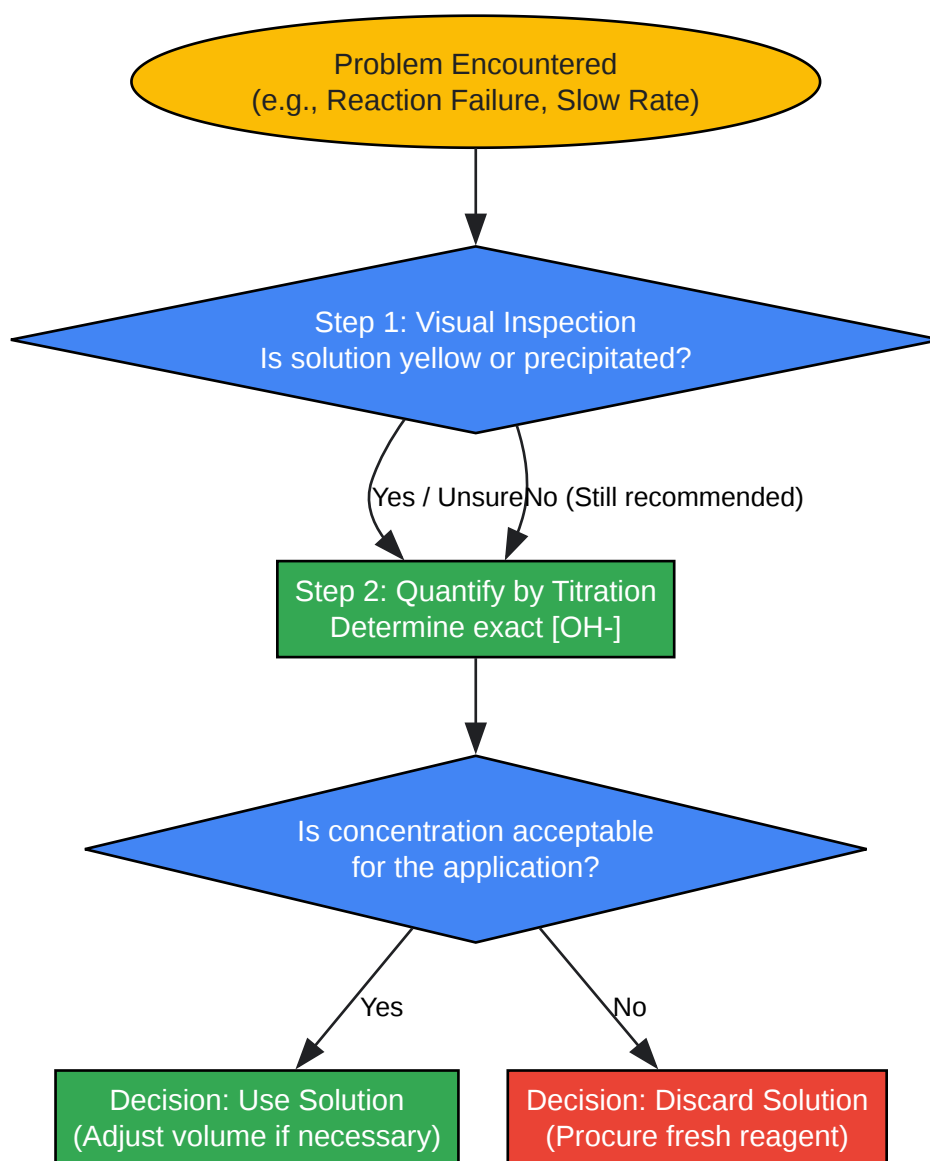 Problem Encountered
(e.g., Reaction Failure, Slow Rate)
Step 1: Visual Inspection
Is solution yellow or precipitated?
Yes / Unsure
No (Still recommended)
Step 2: Quantify by Titration
Determine exact [OH-]
Is concentration acceptable
for the application?
Yes
No
Decision: Use Solution
(Adjust volume if necessary)
Decision: Discard Solution
(Procure fresh reagent)